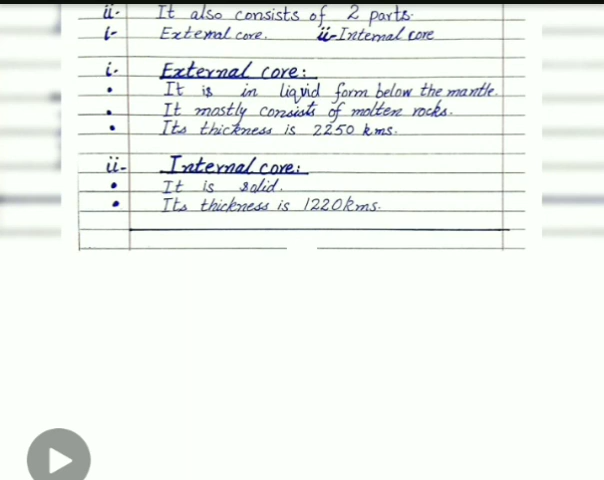 ii- It also consists of 2 parts.
i- External core. ii-Internal core
i- External core:
• It is in liquid form below the mantle.
• It mostly consists of molten rocks.
• Its thickness is 2250 kms.
ii- Internal core:
• It is solid.
• Its thickness is 1220kms.